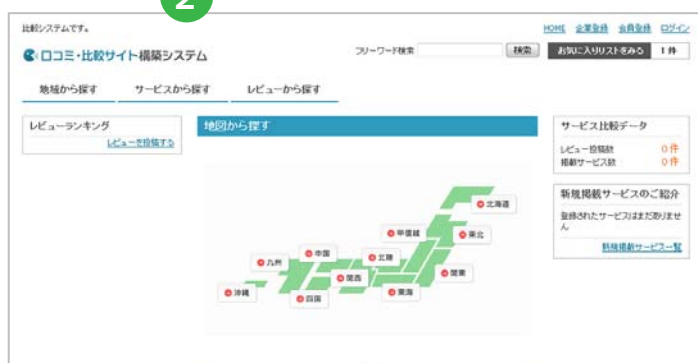 2
比較システムです。
HOME 企業登録 会員登録 ログイン
口コミ・比較サイト構築システム
フリーワード検索 検索 お気に入りリストをみる 1件
地域から探す サービスから探す レビューから探す
レビューランキング
レビューを投稿する
地図から探す
北海道
甲信越
東北
九州
中国
北陸
関西
関東
沖縄
四国
東海
サービス比較データ
レビュー投稿数 0件
掲載サービス数 0件
新規掲載サービスのご紹介
登録されたサービスはまだありませ
ん
新規掲載サービス一覧